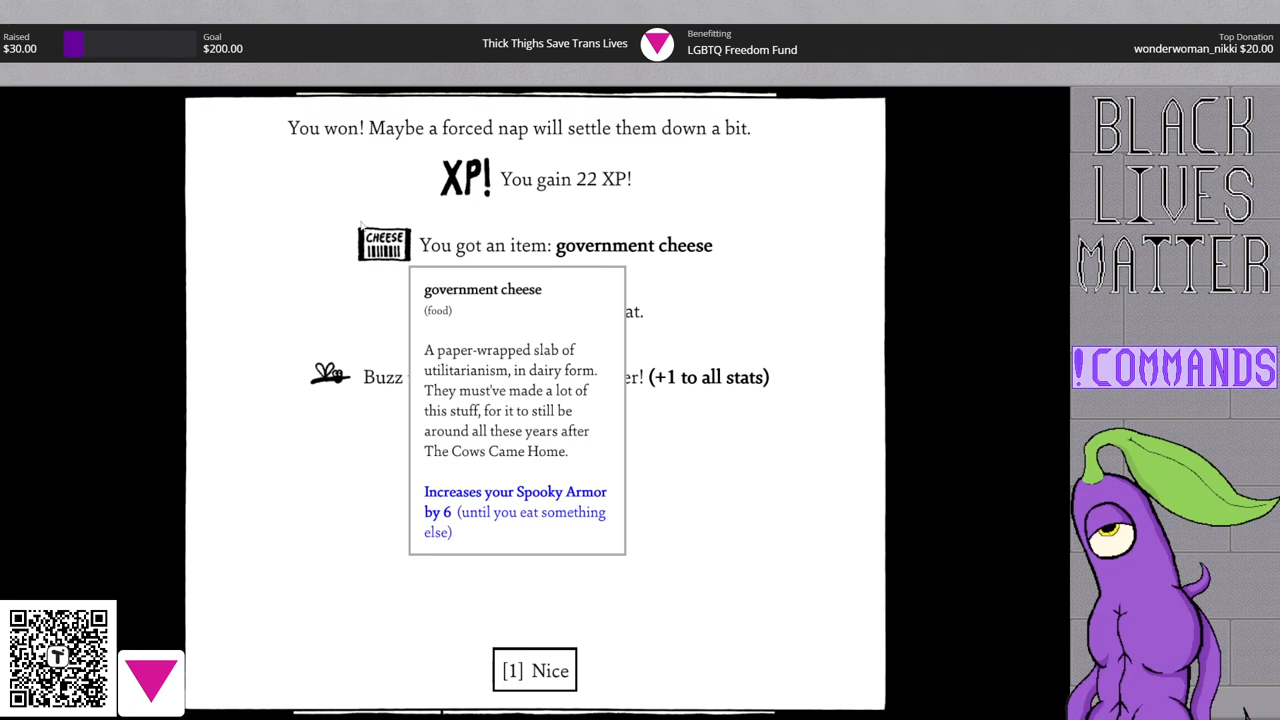 Raised
$30.00
Goal
$200.00
Thick Thighs Save Trans Lives
Benefitting
LGBTQ Freedom Fund
Top Donation
wonderwoman_nikki $20.00
You won! Maybe a forced nap will settle them down a bit.
XP! You gain 22 XP!
CHEESE
You got an item: government cheese
government cheese
(food)
at.
A paper-wrapped slab of
utilitarianism, in dairy form.
They must've made a lot of
this stuff, for it to still be
around all these years after
The Cows Came Home.
Increases your Spooky Armor
by 6 (until you eat something
else)
Buzz
er! (+1 to all stats)
[1] Nice
BLACK
LIVES
MATTER
!COMMANDS
T